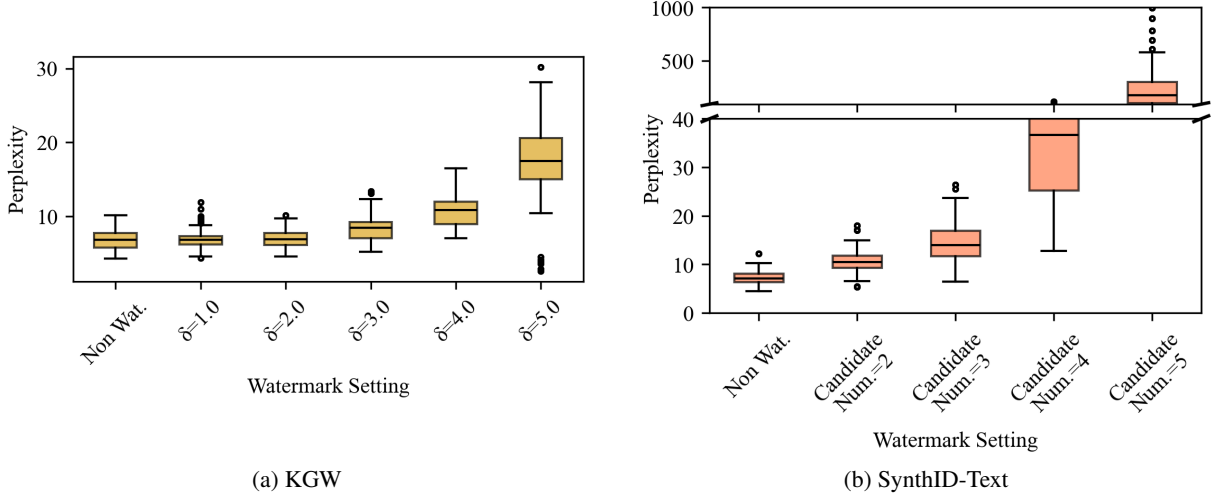 30
20
10
Perplexity
Non Wat.
δ=1.0
δ=2.0
δ=3.0
δ=4.0
δ=5.0
Watermark Setting
(a) KGW
1000
500
40
30
20
10
0
Perplexity
Non Wat.
Candidate
Num.=2
Candidate
Num.=3
Candidate
Num.=4
Candidate
Num.=5
Watermark Setting
(b) SynthID-Text